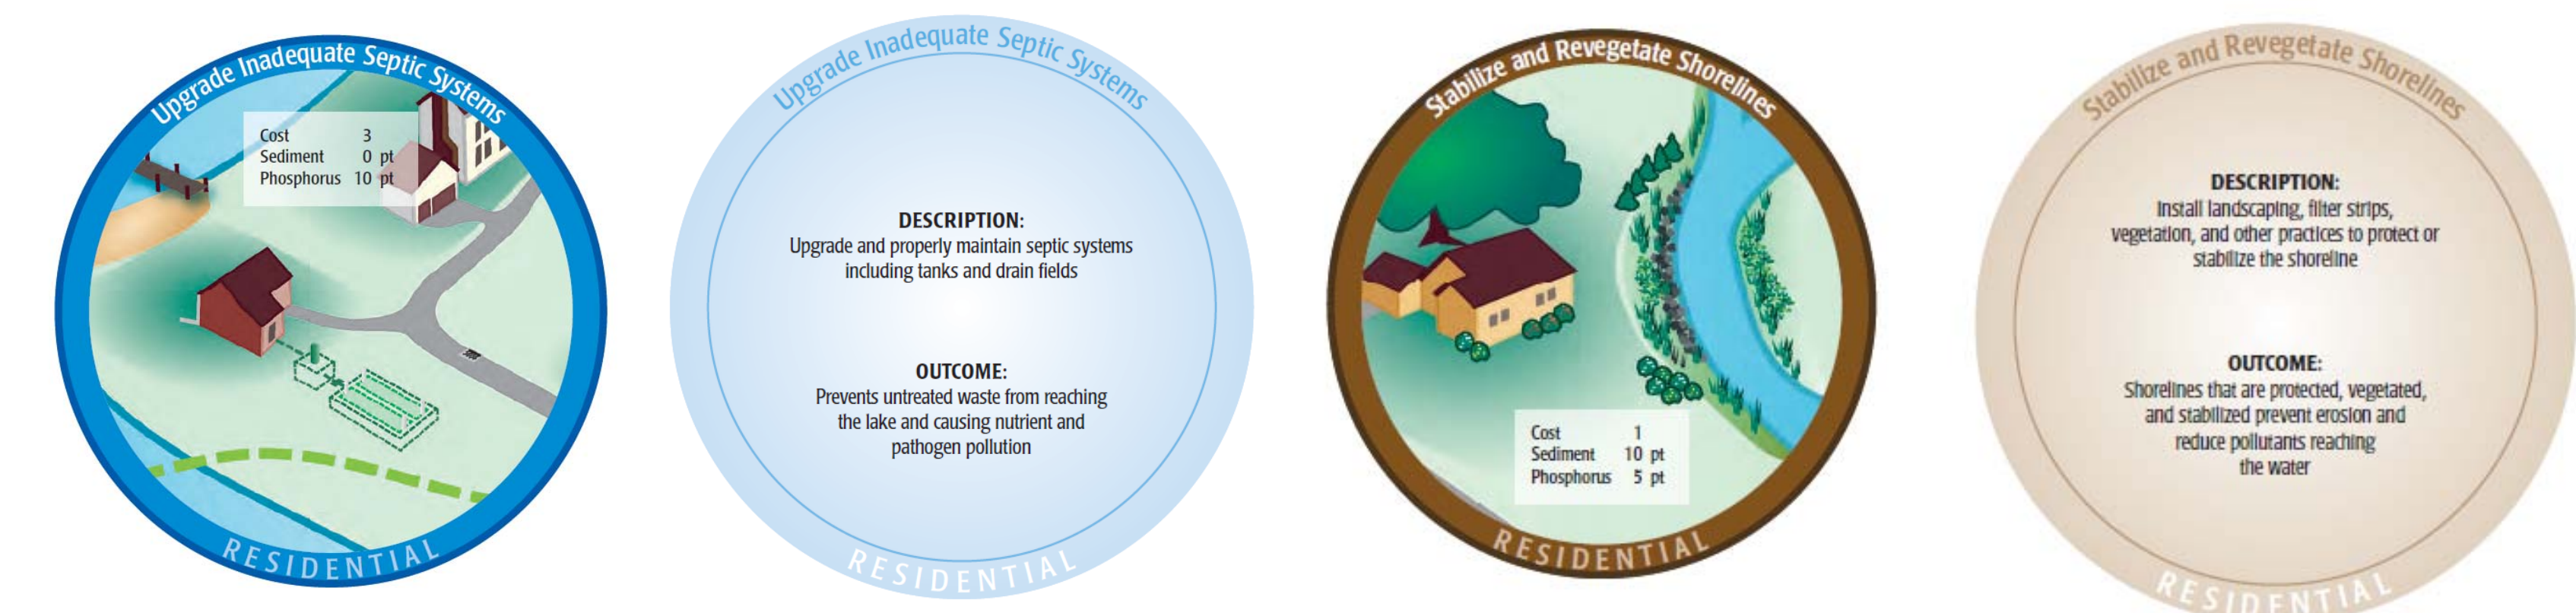 Upgrade Inadequate Septic Systems
Cost 3
Sediment 0 pt
Phosphorus 10 pt
RESIDENTIAL
Upgrade Inadequate Septic Systems
DESCRIPTION:
Upgrade and properly maintain septic systems
including tanks and drain fields
OUTCOME:
Prevents untreated waste from reaching
the lake and causing nutrient and
pathogen pollution
RESIDENTIAL
Stabilize and Revegetate Shorelines
Cost 1
Sediment 10 pt
Phosphorus 5 pt
RESIDENTIAL
Stabilize and Revegetate Shorelines
DESCRIPTION:
Install landscaping, filter strips,
vegetation, and other practices to protect or
stabilize the shoreline
OUTCOME:
Shorelines that are protected, vegetated,
and stabilized prevent erosion and
reduce pollutants reaching
the water
RESIDENTIAL